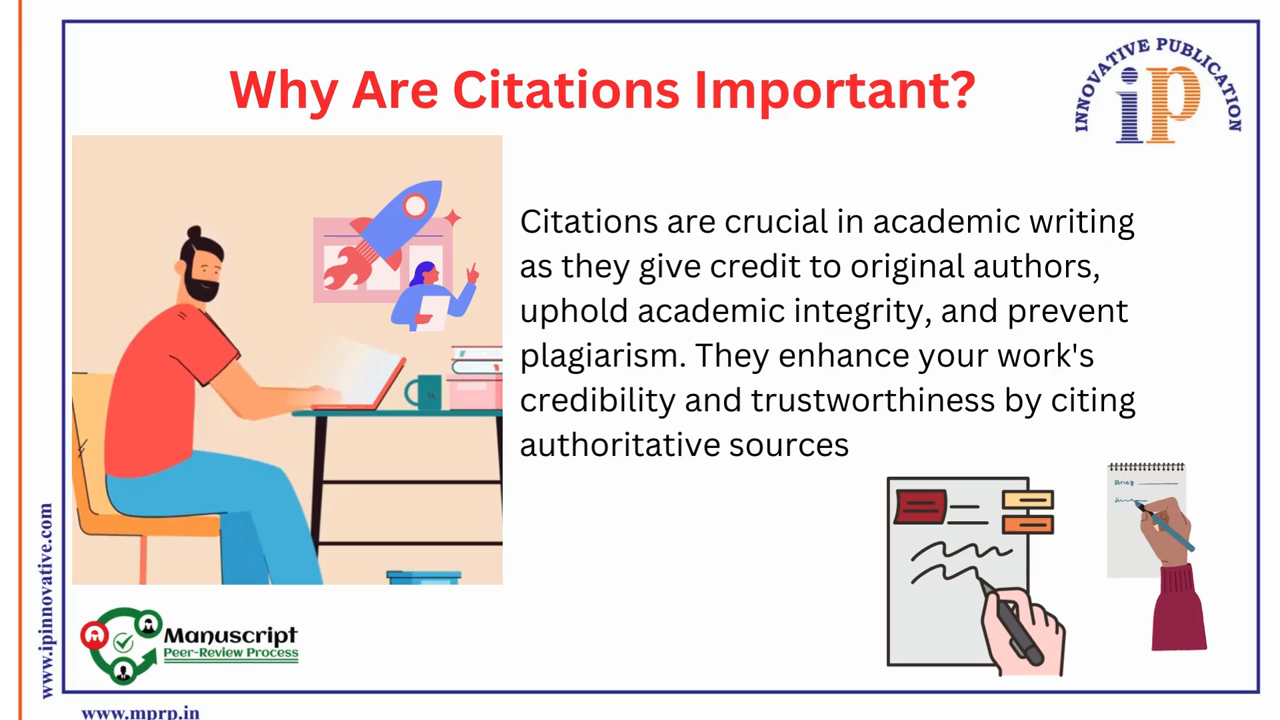 Why Are Citations Important?
INNOVATIVE PUBLICATION
ip
Citations are crucial in academic writing
as they give credit to original authors,
uphold academic integrity, and prevent
plagiarism. They enhance your work's
credibility and trustworthiness by citing
authoritative sources
Manuscript
Peer-Review Process
www.ipinnovative.com
www.mprp.in